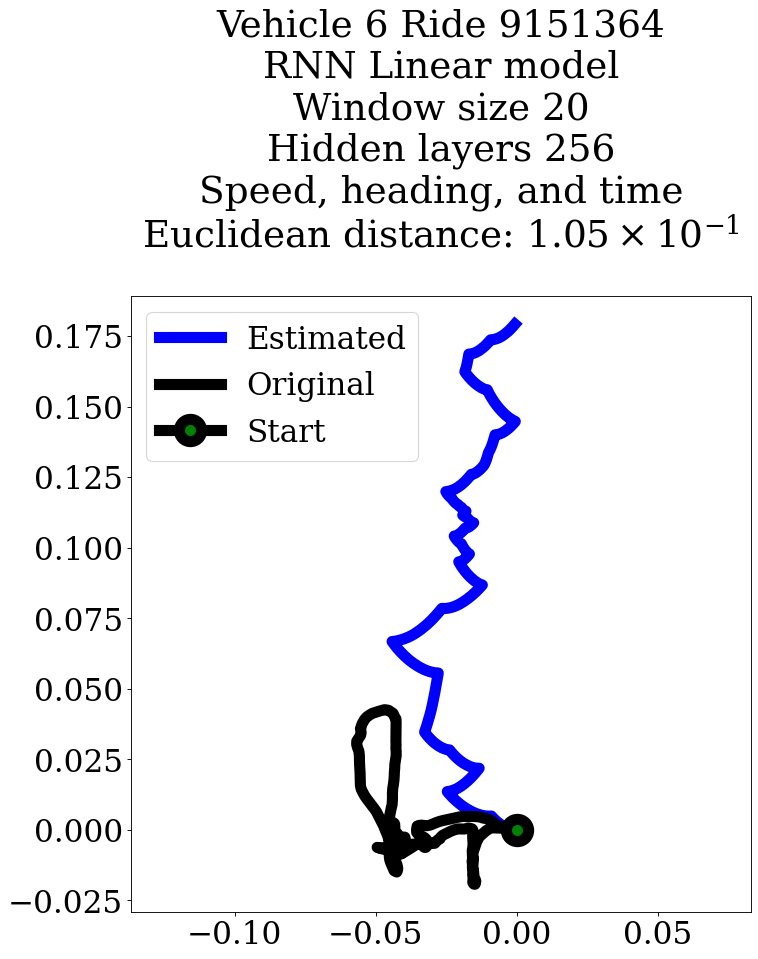 Vehicle 6 Ride 9151364
RNN Linear model
Window size 20
Hidden layers 256
Speed, heading, and time
Euclidean distance: 1.05 × 10⁻¹
Estimated
Original
Start
0.175
0.150
0.125
0.100
0.075
0.050
0.025
0.000
−0.025
−0.10
−0.05
0.00
0.05